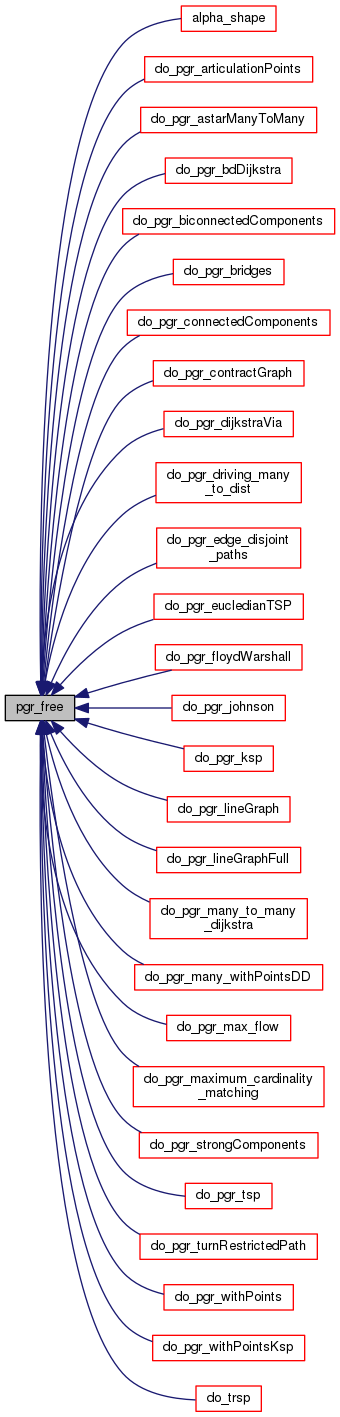 alpha_shape
do_pgr_articulationPoints
do_pgr_astarManyToMany
do_pgr_bdDijkstra
do_pgr_biconnectedComponents
do_pgr_bridges
do_pgr_connectedComponents
do_pgr_contractGraph
do_pgr_dijkstraVia
do_pgr_driving_many
_to_dist
do_pgr_edge_disjoint
_paths
do_pgr_eucledianTSP
do_pgr_floydWarshall
pgr_free
do_pgr_johnson
do_pgr_ksp
do_pgr_lineGraph
do_pgr_lineGraphFull
do_pgr_many_to_many
_dijkstra
do_pgr_many_withPointsDD
do_pgr_max_flow
do_pgr_maximum_cardinality
_matching
do_pgr_strongComponents
do_pgr_tsp
do_pgr_turnRestrictedPath
do_pgr_withPoints
do_pgr_withPointsKsp
do_trsp